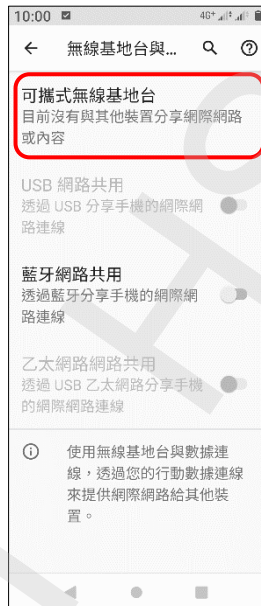 10:00 4G+
無線基地台與...
可攜式無線基地台
目前沒有與其他裝置分享網際網路
或內容
USB 網路共用
透過 USB 分享手機的網際網
路連線
藍牙網路共用
透過藍牙分享手機的網際網
路連線
乙太網路網路共用
透過 USB 乙太網路分享手機
的網際網路連線
使用無線基地台與數據連
線，透過您的行動數據連線
來提供網際網路給其他裝
置。